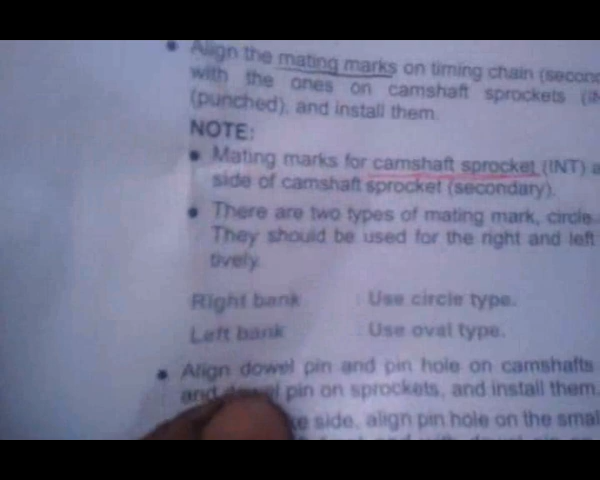 • Align the mating marks on timing chain (secon
with the ones on camshaft sprockets (IN
(punched), and install them.
NOTE:
• Mating marks for camshaft sprocket (INT) a
side of camshaft sprocket (secondary).
• There are two types of mating mark, circle
They should be used for the right and left
tively.
Right bank : Use circle type.
Left bank : Use oval type.
• Align dowel pin and pin hole on camshafts
and dowel pin on sprockets, and install them.
side, align pin hole on the smal